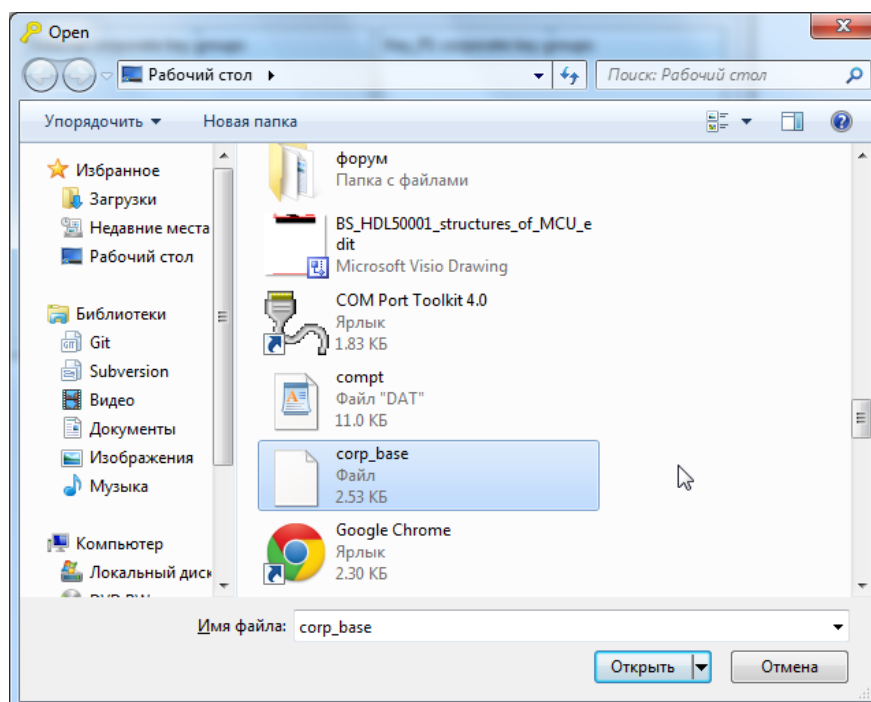 Open
Рабочий стол
Поиск: Рабочий стол
Упорядочить
Новая папка
Избранное
Загрузки
Недавние места
Рабочий стол
Библиотеки
Git
Subversion
Видео
Документы
Изображения
Музыка
Компьютер
Локальный диск
форум
Папка с файлами
BS_HDL50001_structures_of_MCU_e
dit
Microsoft Visio Drawing
COM Port Toolkit 4.0
Ярлык
1.83 КБ
compt
Файл "DAT"
11.0 КБ
corp_base
Файл
2.53 КБ
Google Chrome
Ярлык
2.30 КБ
Имя файла: corp_base
Открыть
Отмена